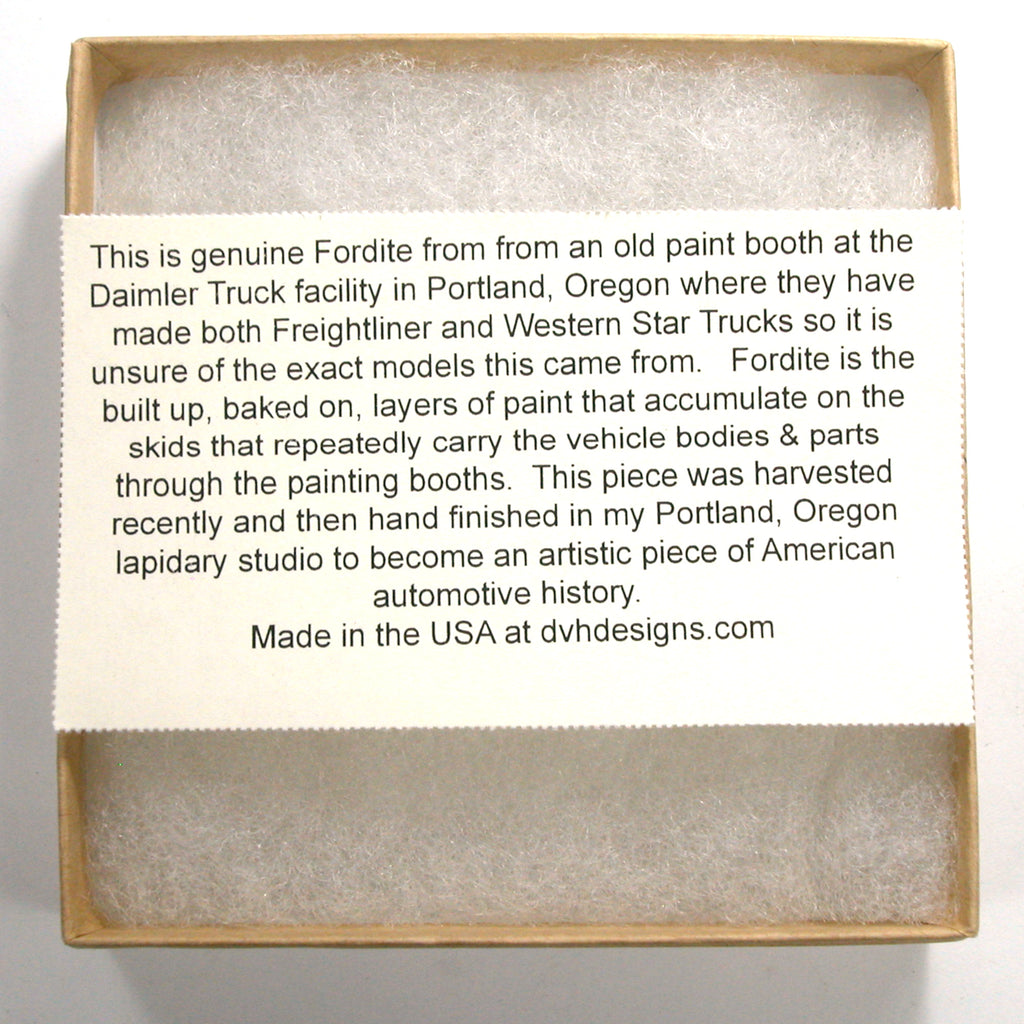 This is genuine Fordite from from an old paint booth at the
Daimler Truck facility in Portland, Oregon where they have
made both Freightliner and Western Star Trucks so it is
unsure of the exact models this came from. Fordite is the
built up, baked on, layers of paint that accumulate on the
skids that repeatedly carry the vehicle bodies & parts
through the painting booths. This piece was harvested
recently and then hand finished in my Portland, Oregon
lapidary studio to become an artistic piece of American
automotive history.
Made in the USA at dvhdesigns.com